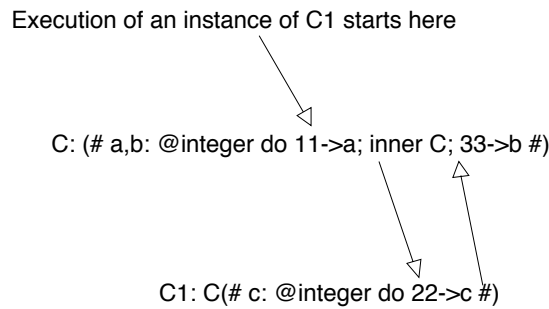 Execution of an instance of C1 starts here
C: (# a,b: @integer do 11->a; inner C; 33->b #)
C1: C(# c: @integer do 22->c #)